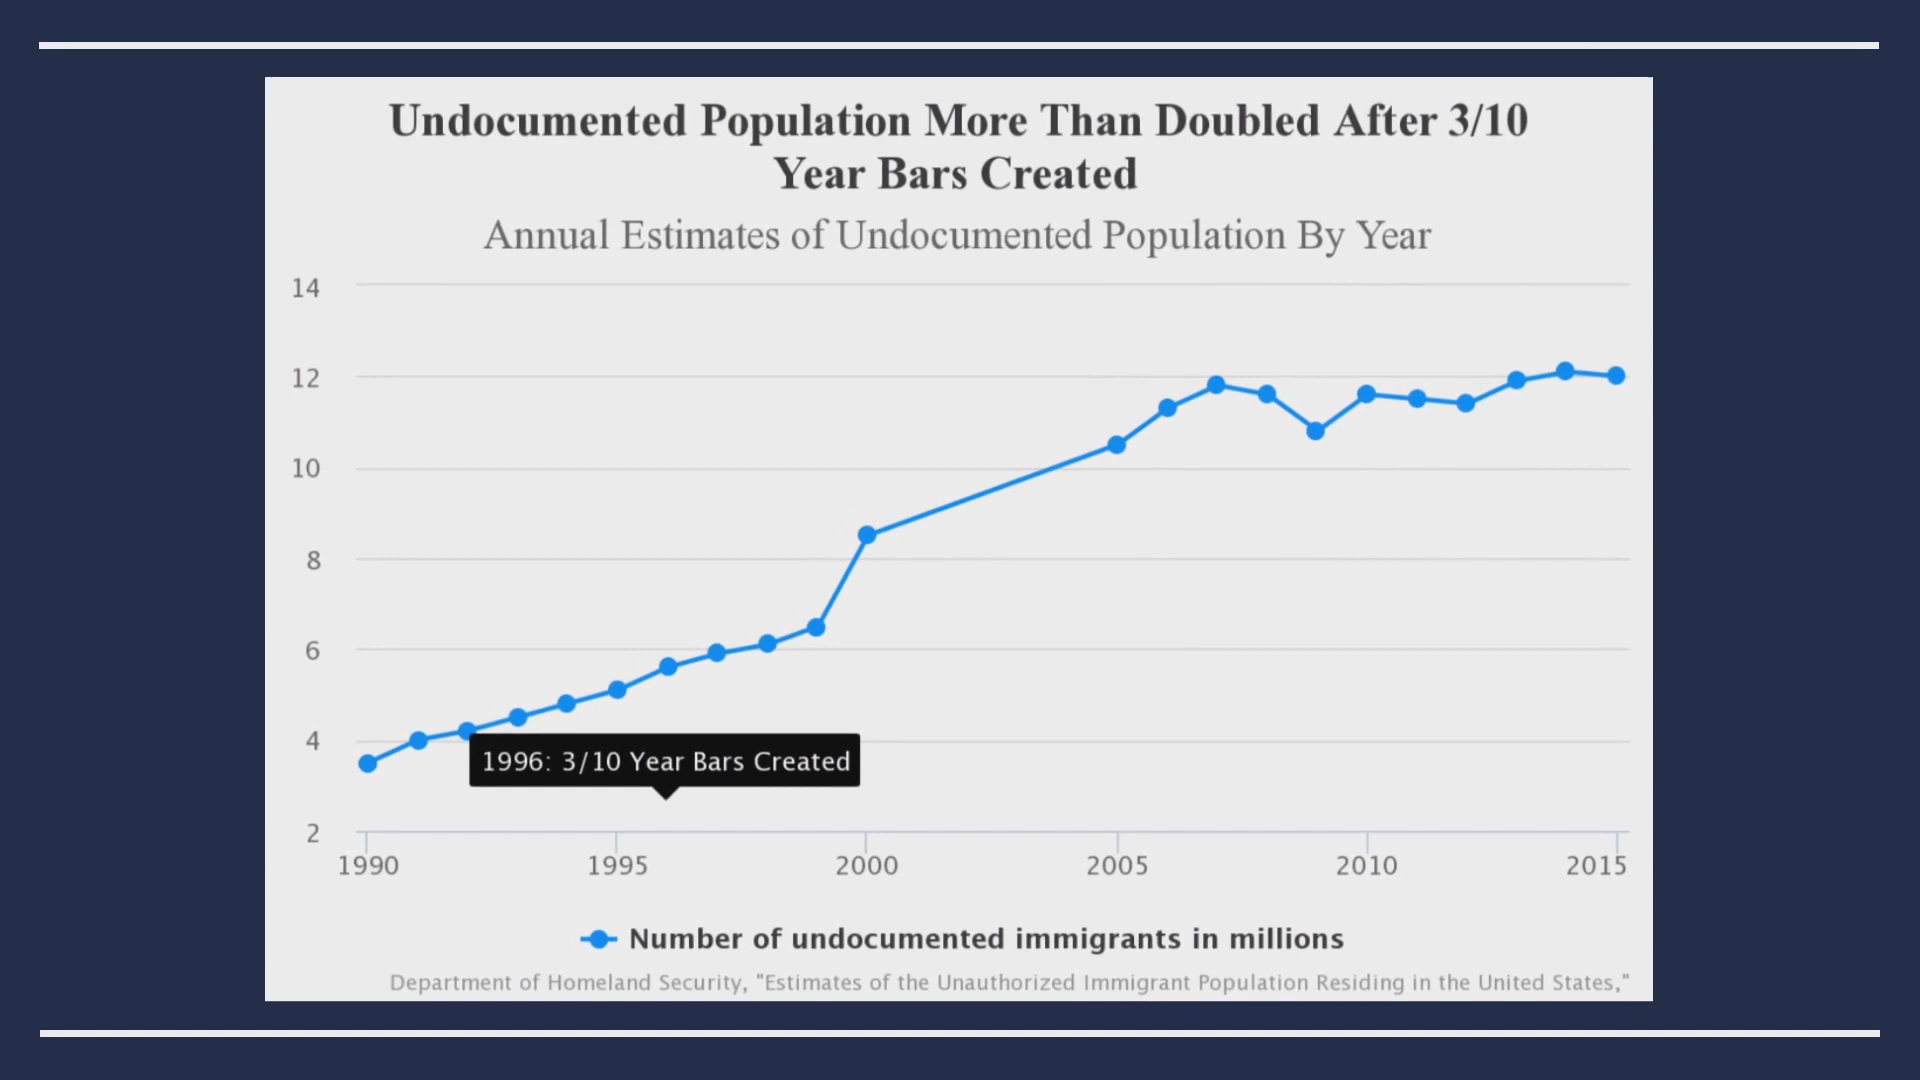 Undocumented Population More Than Doubled After 3/10
Year Bars Created
Annual Estimates of Undocumented Population By Year
14
12
10
8
6
4
2
1996: 3/10 Year Bars Created
1990 1995 2000 2005 2010 2015
Number of undocumented immigrants in millions
Department of Homeland Security, "Estimates of the Unauthorized Immigrant Population Residing in the United States,"